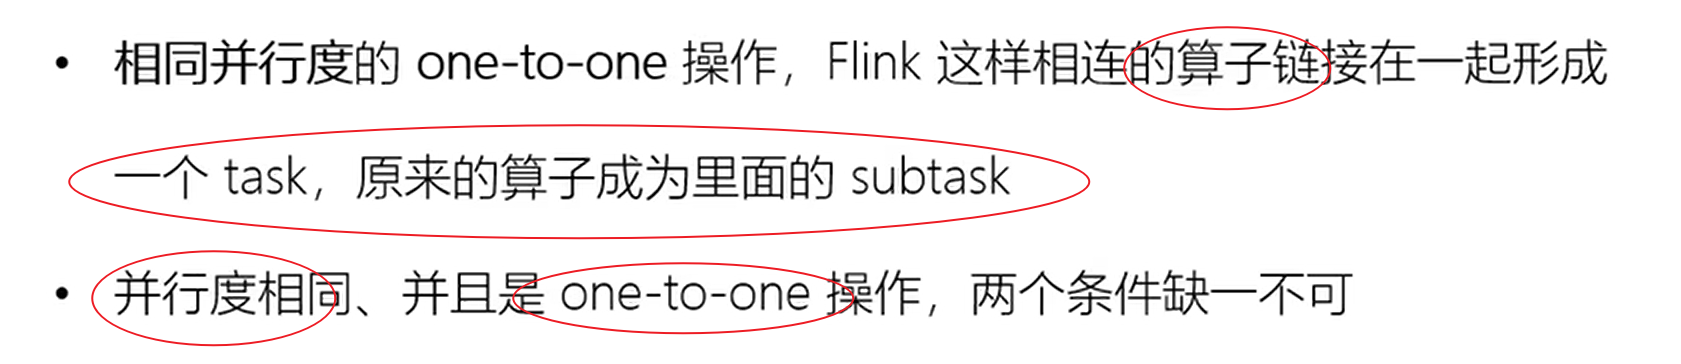 • 相同并行度的 one-to-one 操作，Flink 这样相连的算子链接在一起形成
一个 task，原来的算子成为里面的 subtask
• 并行度相同、并且是 one-to-one 操作，两个条件缺一不可